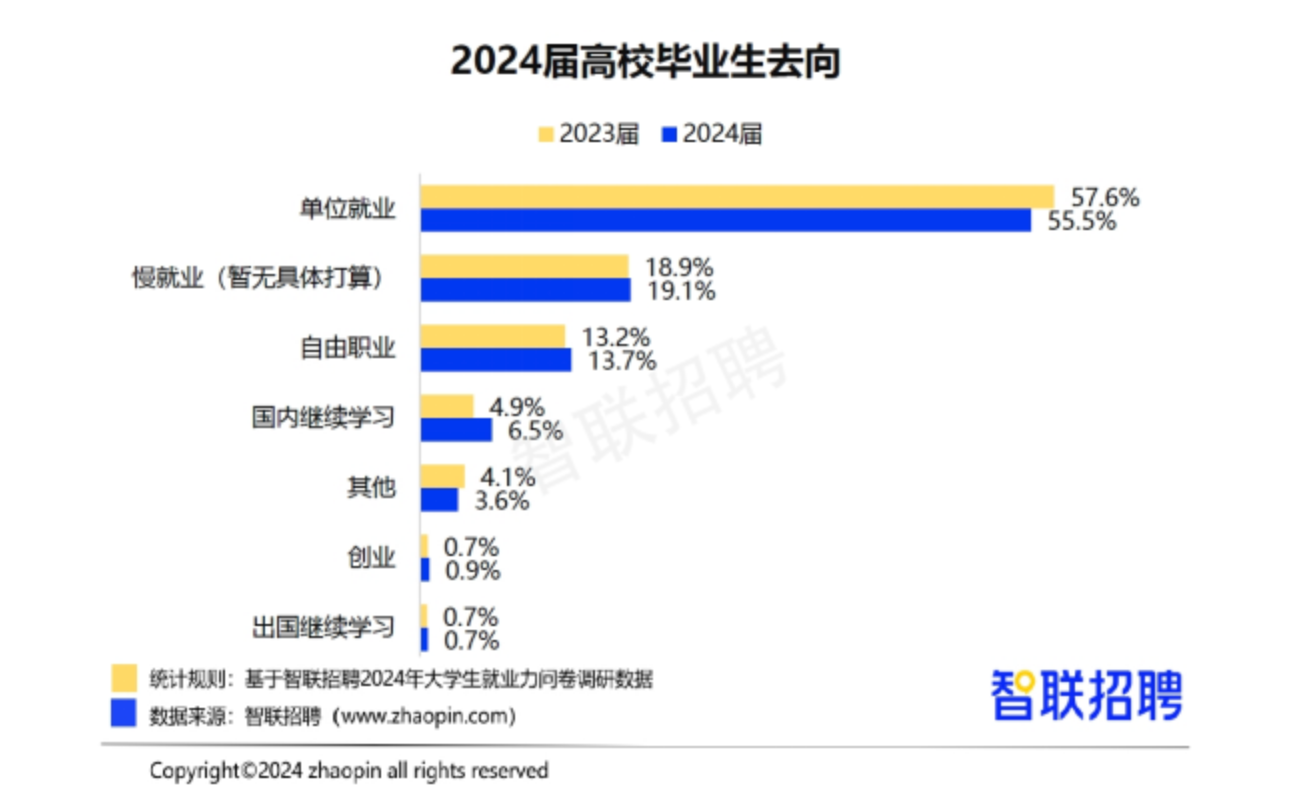 2024届高校毕业生去向
2023届 2024届
单位就业 57.6%
55.5%
慢就业（暂无具体打算） 18.9%
19.1%
自由职业 13.2%
13.7%
国内继续学习 4.9%
6.5%
其他 4.1%
3.6%
创业 0.7%
0.9%
出国继续学习 0.7%
0.7%
智联招聘
统计规则：基于智联招聘2024年大学生就业力问卷调研数据
数据来源：智联招聘（www.zhaopin.com）
智联招聘
Copyright©2024 zhaopin all rights reserved